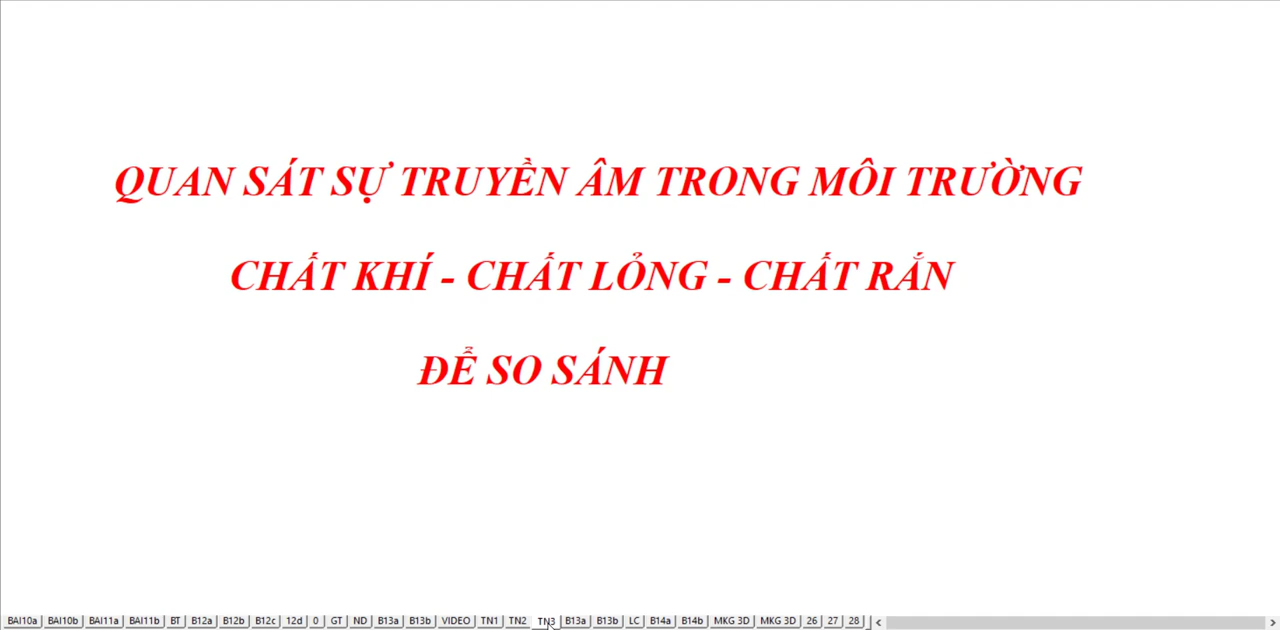 QUAN SÁT SỰ TRUYỀN ÂM TRONG MÔI TRƯỜNG
CHẤT KHÍ - CHẤT LỎNG - CHẤT RẮN
ĐỂ SO SÁNH
BAI10a BAI10b BAI11a BAI11b BT B12a B12b B12c 12d 0 GT ND B13a B13b VIDEO TN1 TN2 TN3 B13a B13b LC B14a B14b MKG 3D MKG 3D 26 27 28